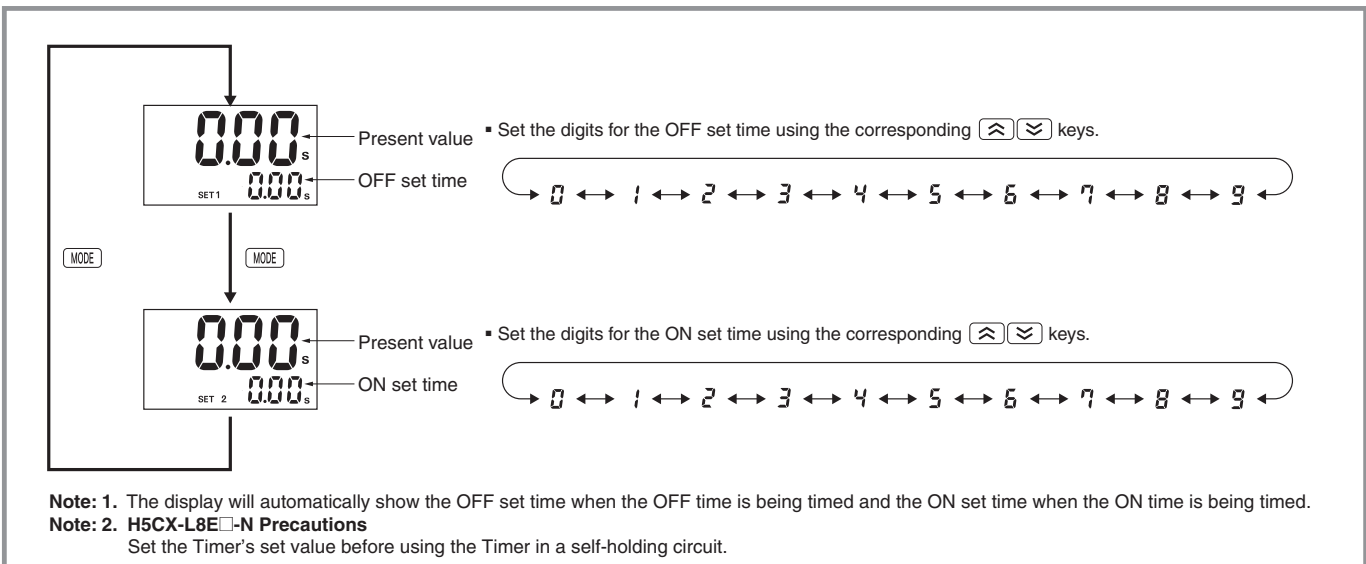 0.00 s
Present value
SET 1 0.00 s
OFF set time
▪ Set the digits for the OFF set time using the corresponding keys.
0 ↔ 1 ↔ 2 ↔ 3 ↔ 4 ↔ 5 ↔ 6 ↔ 7 ↔ 8 ↔ 9
MODE
MODE
0.00 s
Present value
SET 2 0.00 s
ON set time
▪ Set the digits for the ON set time using the corresponding keys.
0 ↔ 1 ↔ 2 ↔ 3 ↔ 4 ↔ 5 ↔ 6 ↔ 7 ↔ 8 ↔ 9
Note: 1. The display will automatically show the OFF set time when the OFF time is being timed and the ON set time when the ON time is being timed.
Note: 2. H5CX-L8E□-N Precautions
Set the Timer's set value before using the Timer in a self-holding circuit.